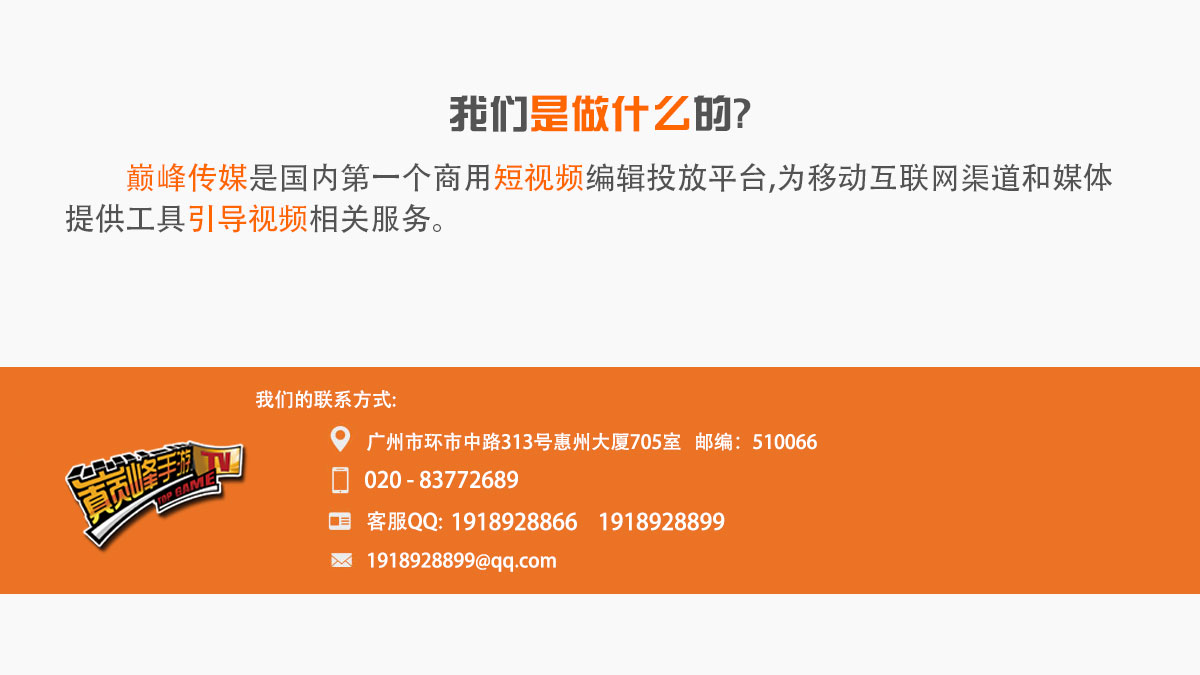 我们是做什么的?
巅峰传媒是国内第一个商用短视频编辑投放平台,为移动互联网渠道和媒体
提供工具引导视频相关服务。
我们的联系方式:
广州市环市中路313号惠州大厦705室 邮编：510066
020 - 83772689
客服QQ: 1918928866 1918928899
1918928899@qq.com
巅峰手游TV
TOP GAME